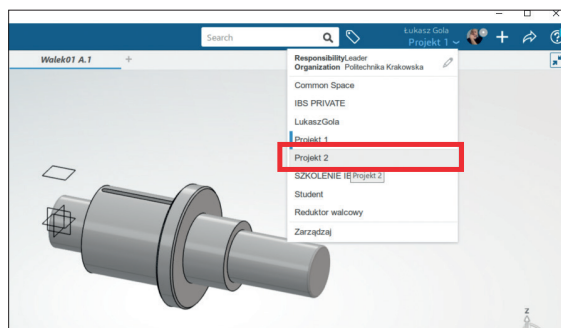 Search
Łukasz Gola
Projekt 1
Walek01 A.1
Responsibility Leader
Organization Politechnika Krakowska
Common Space
IBS PRIVATE
LukaszGola
Projekt 1
Projekt 2
SZKOLENIE IE
Projekt 2
Student
Reduktor walcowy
Zarządzaj
z